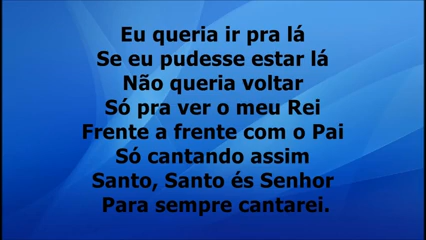 Eu queria ir pra lá
Se eu pudesse estar lá
Não queria voltar
Só pra ver o meu Rei
Frente a frente com o Pai
Só cantando assim
Santo, Santo és Senhor
Para sempre cantarei.